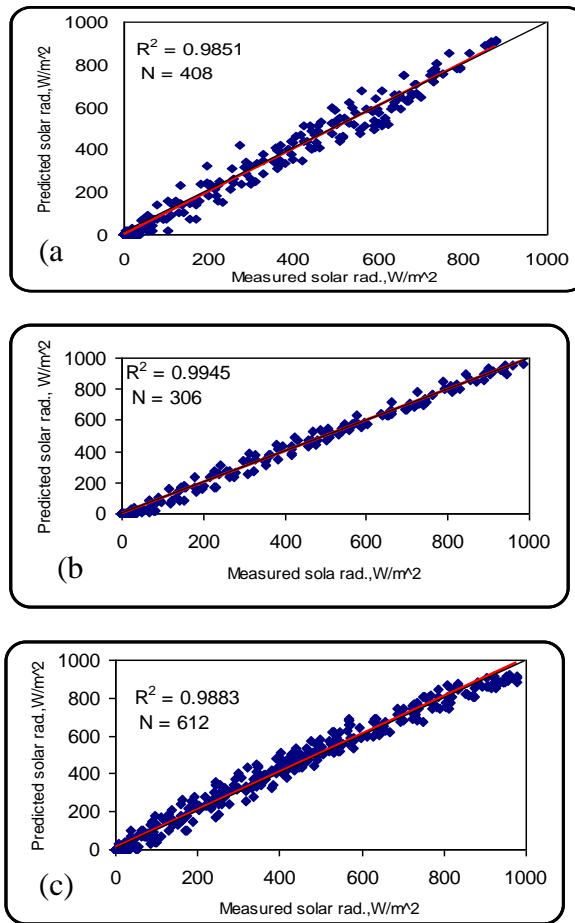 1000
R² = 0.9851
N = 408
800
600
400
200
0
Predicted solar rad.,W/m^2
0 200 400 600 800 1000
Measured solar rad.,W/m^2
(a
1000
R² = 0.9945
N = 306
800
600
400
200
0
Predicted solar rad., W/m^2
0 200 400 600 800 1000
Measured sola rad.,W/m^2
(b
1000
R² = 0.9883
N = 612
800
600
400
200
0
Predicted solar rad.,W/m^2
0 200 400 600 800 1000
Measured solar rad.,W/m^2
(c)